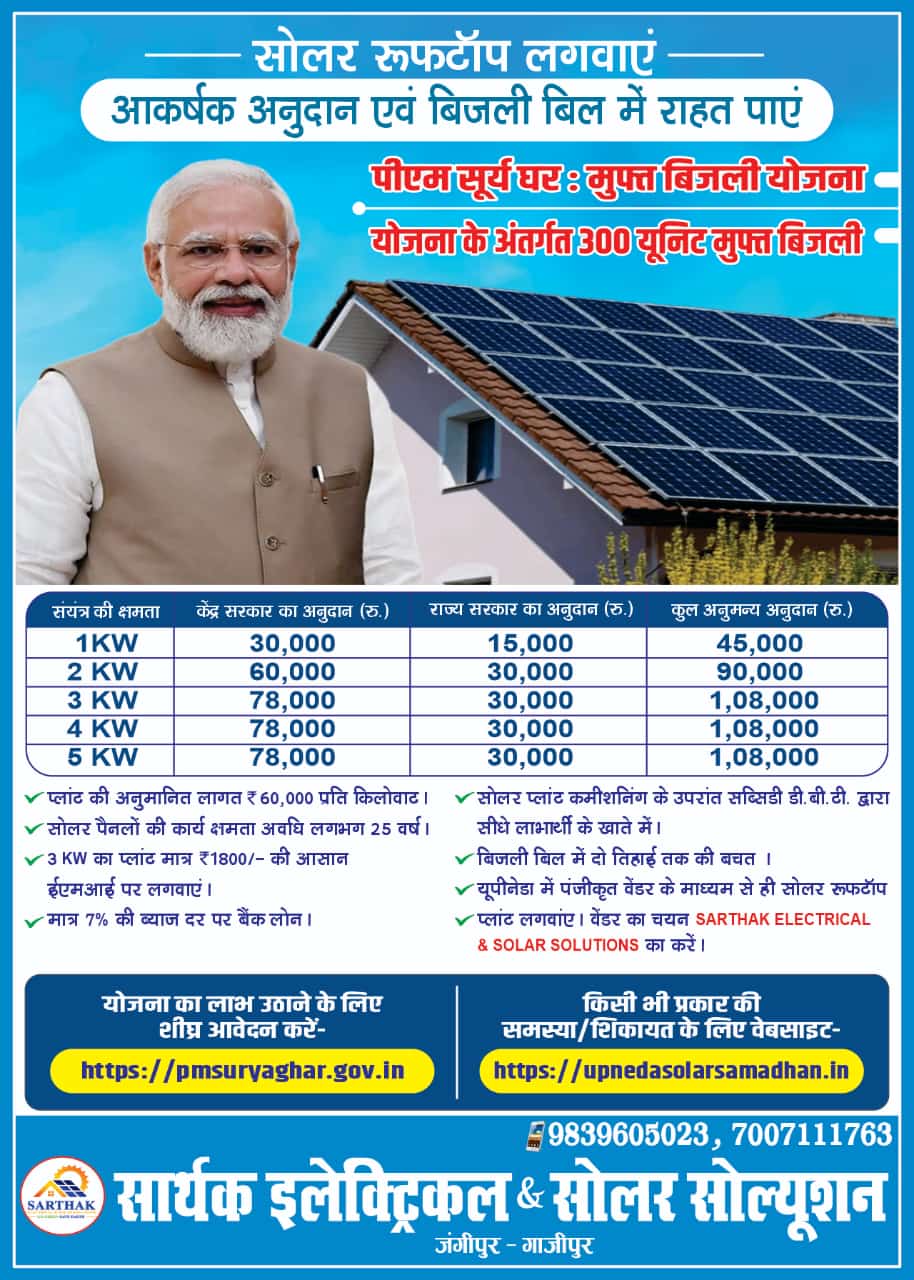 सोलर रूफटॉप लगवाएं
आकर्षक अनुदान एवं बिजली बिल में राहत पाएं
पीएम सूर्य घर : मुफ्त बिजली योजना
योजना के अंतर्गत 300 यूनिट मुफ्त बिजली
संयंत्र की क्षमता केंद्र सरकार का अनुदान (रु.) राज्य सरकार का अनुदान (रु.) कुल अनुमन्य अनुदान (रु.)
1KW 30,000 15,000 45,000
2 KW 60,000 30,000 90,000
3 KW 78,000 30,000 1,08,000
4 KW 78,000 30,000 1,08,000
5 KW 78,000 30,000 1,08,000
प्लांट की अनुमानित लागत ₹ 60,000 प्रति किलोवाट।
सोलर पैनलों की कार्य क्षमता अवधि लगभग 25 वर्ष।
3 KW का प्लांट मात्र ₹1800/- की आसान
ईएमआई पर लगवाएं।
मात्र 7% की ब्याज दर पर बैंक लोन।
सोलर प्लांट कमीशनिंग के उपरांत सब्सिडी डी.बी.टी. द्वारा
सीधे लाभार्थी के खाते में।
बिजली बिल में दो तिहाई तक की बचत ।
यूपीनेडा में पंजीकृत वेंडर के माध्यम से ही सोलर रूफटॉप
प्लांट लगवांए। वेंडर का चयन SARTHAK ELECTRICAL
& SOLAR SOLUTIONS का करें।
योजना का लाभ उठाने के लिए
शीघ्र आवेदन करें-
https://pmsuryaghar.gov.in
किसी भी प्रकार की
समस्या/शिकायत के लिए वेबसाइट-
https://upnedasolarsamadhan.in
9839605023, 7007111763
SARTHAK
सार्थक इलेक्ट्रिकल & सोलर सोल्यूशन
जंगीपुर - गाजीपुर